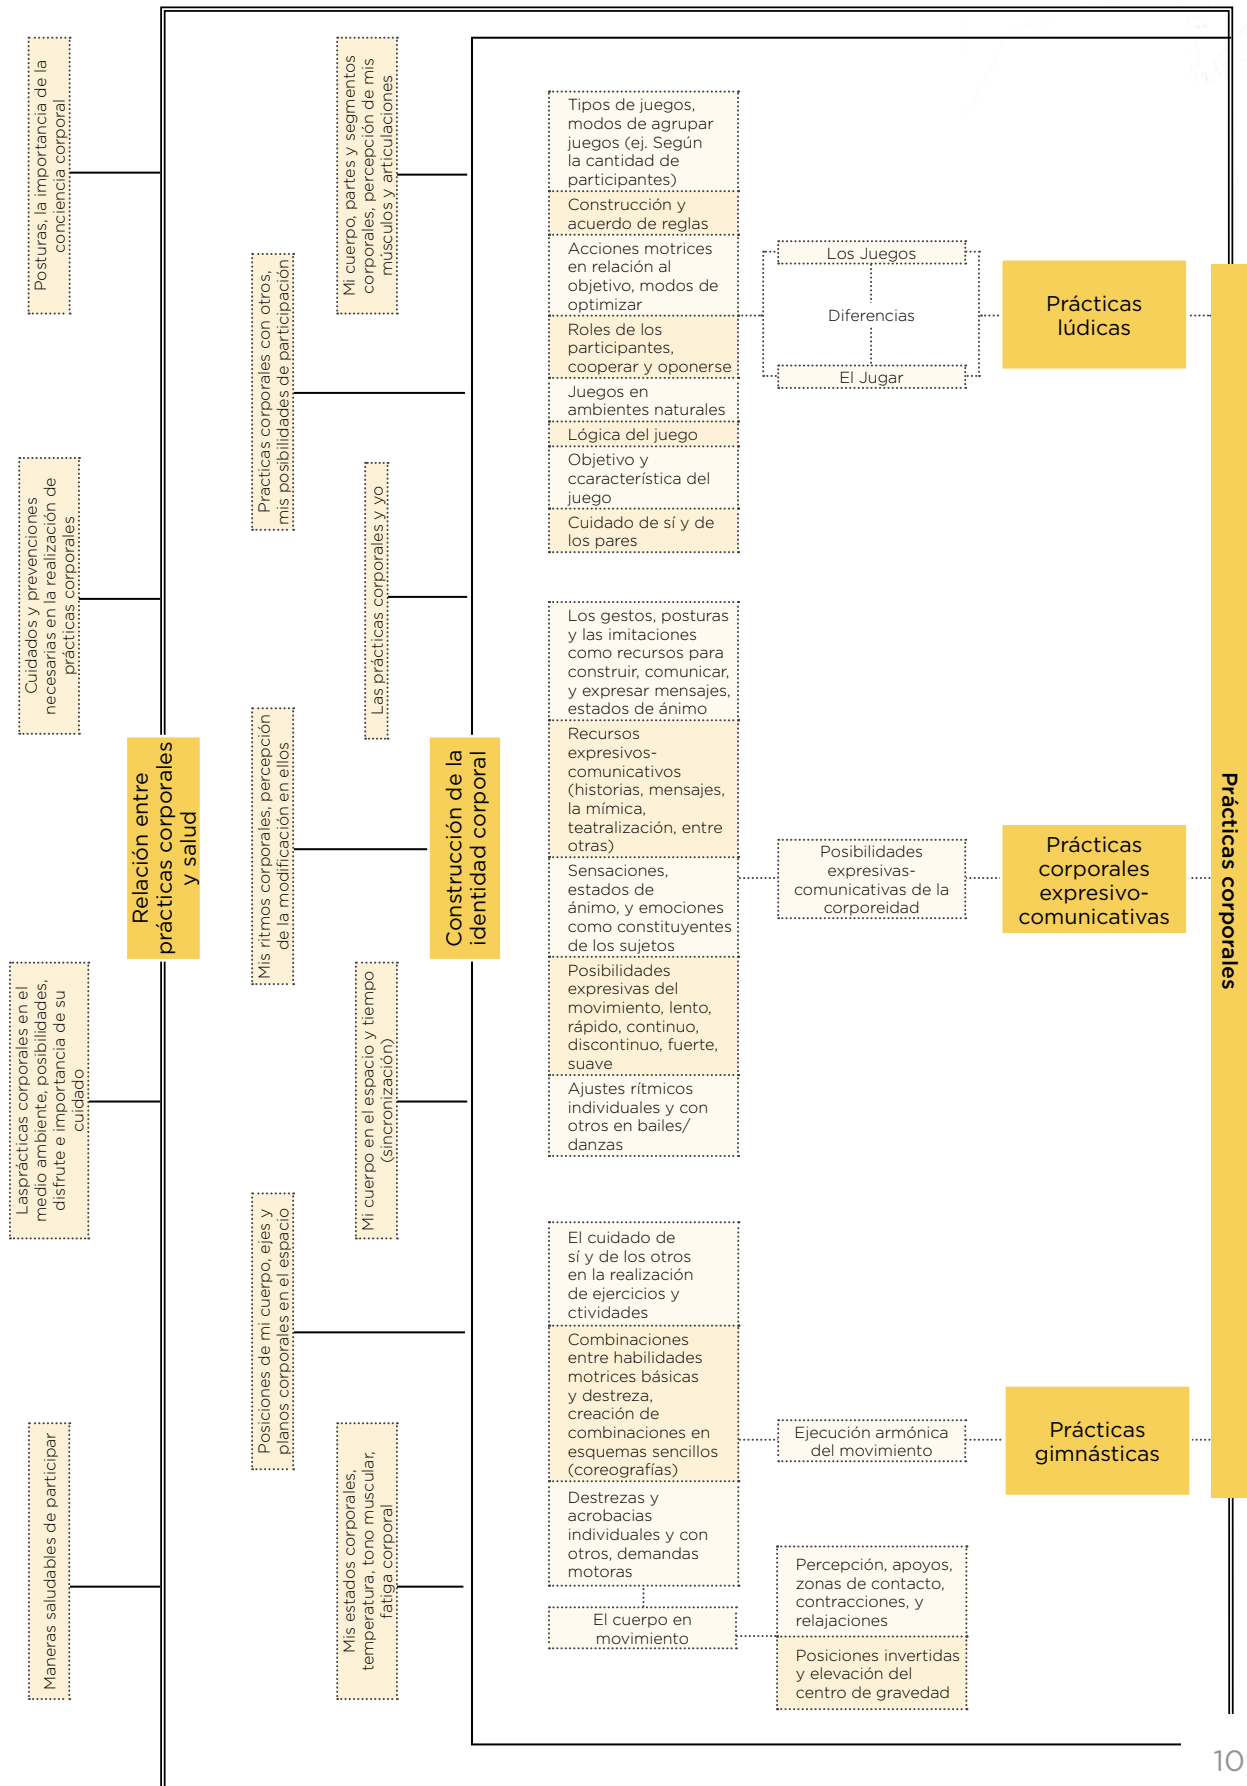 Posturas, la importancia de la
conciencia corporal
Cuidados y prevenciones
necesarias en la realización de
prácticas corporales
Lasprácticas corporales en el
medio ambiente, posibilidades,
disfrute e importancia de su
cuidado
Maneras saludables de participar
Relación entre
prácticas corporales
y salud
Mi cuerpo, partes y segmentos
corporales, percepción de mis
músculos y articulaciones
Practicas corporales con otros,
mis posibilidades de participación
Las prácticas corporales y yo
Mis ritmos corporales, percepción
de la modificación en ellos
Mi cuerpo en el espacio y tiempo
(sincronización)
Posiciones de mi cuerpo, ejes y
planos corporales en el espacio
Mis estados corporales,
temperatura, tono muscular,
fatiga corporal
Construcción de la
identidad corporal
Tipos de juegos,
modos de agrupar
juegos (ej. Según
la cantidad de
participantes)
Construcción y
acuerdo de reglas
Acciones motrices
en relación al
objetivo, modos de
optimizar
Roles de los
participantes,
cooperar y oponerse
Juegos en
ambientes naturales
Lógica del juego
Objetivo y
ccaracterística del
juego
Cuidado de sí y de
los pares
Los Juegos
Diferencias
El Jugar
Prácticas
lúdicas
Los gestos, posturas
y las imitaciones
como recursos para
construir, comunicar,
y expresar mensajes,
estados de ánimo
Recursos
expresivos-
comunicativos
(historias, mensajes,
la mímica,
teatralización, entre
otras)
Sensaciones,
estados de
ánimo, y emociones
como constituyentes
de los sujetos
Posibilidades
expresivas del
movimiento, lento,
rápido, continuo,
discontinuo, fuerte,
suave
Ajustes rítmicos
individuales y con
otros en bailes/
danzas
Posibilidades
expresivas-
comunicativas de la
corporeidad
Prácticas
corporales
expresivo-
comunicativas
El cuidado de
sí y de los otros
en la realización
de ejercicios y
ctividades
Combinaciones
entre habilidades
motrices básicas
y destreza,
creación de
combinaciones en
esquemas sencillos
(coreografías)
Destrezas y
acrobacias
individuales y con
otros, demandas
motoras
El cuerpo en
movimiento
Ejecución armónica
del movimiento
Percepción, apoyos,
zonas de contacto,
contracciones, y
relajaciones
Posiciones invertidas
y elevación del
centro de gravedad
Prácticas
gimnásticas
Prácticas corporales
10